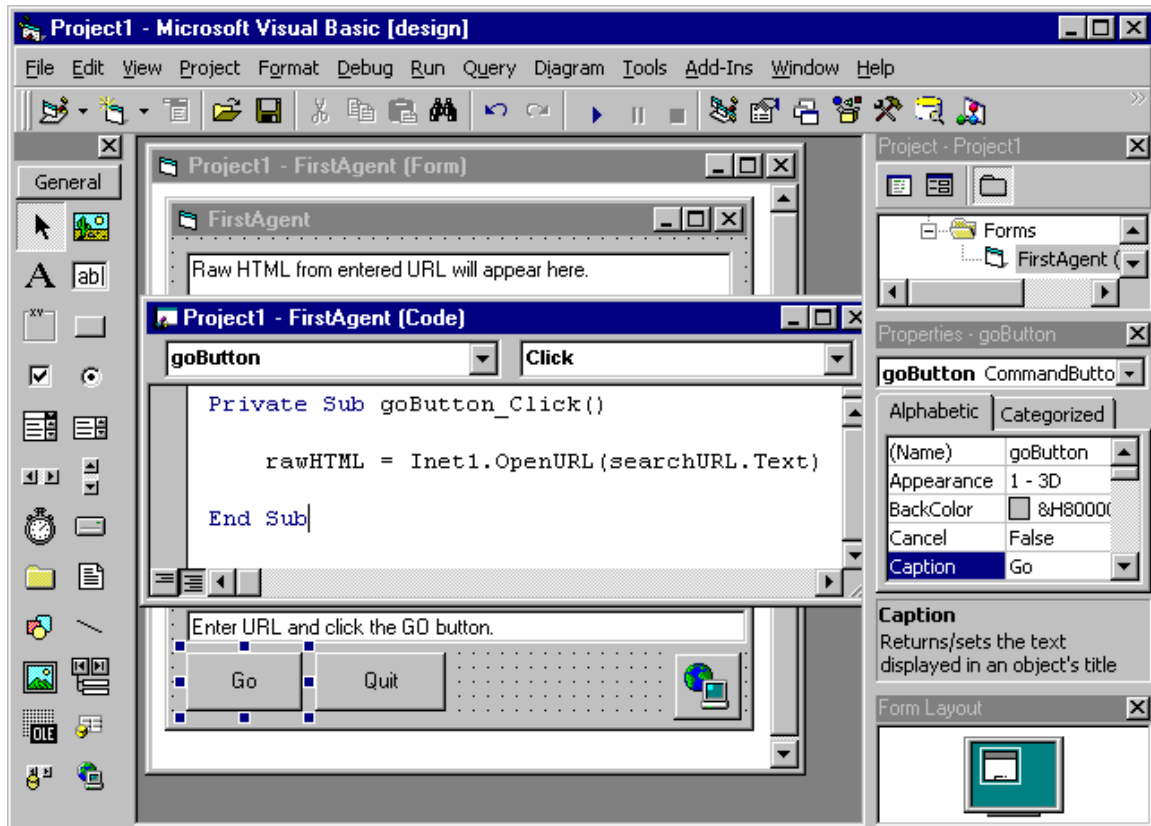 Project1 - Microsoft Visual Basic [design]
File Edit View Project Format Debug Run Query Diagram Tools Add-Ins Window Help
General
A
ab|
XY
OLE
Project1 - FirstAgent (Form)
FirstAgent
Raw HTML from entered URL will appear here.
Project1 - FirstAgent (Code)
goButton
Click
Private Sub goButton_Click()
rawHTML = Inet1.OpenURL(searchURL.Text)
End Sub
Enter URL and click the GO button.
Go
Quit
Project - Project1
Forms
FirstAgent (
Properties - goButton
goButton CommandButto
Alphabetic Categorized
(Name) goButton
Appearance 1 - 3D
BackColor &H8000(
Cancel False
Caption Go
Caption
Returns/sets the text
displayed in an object's title
Form Layout